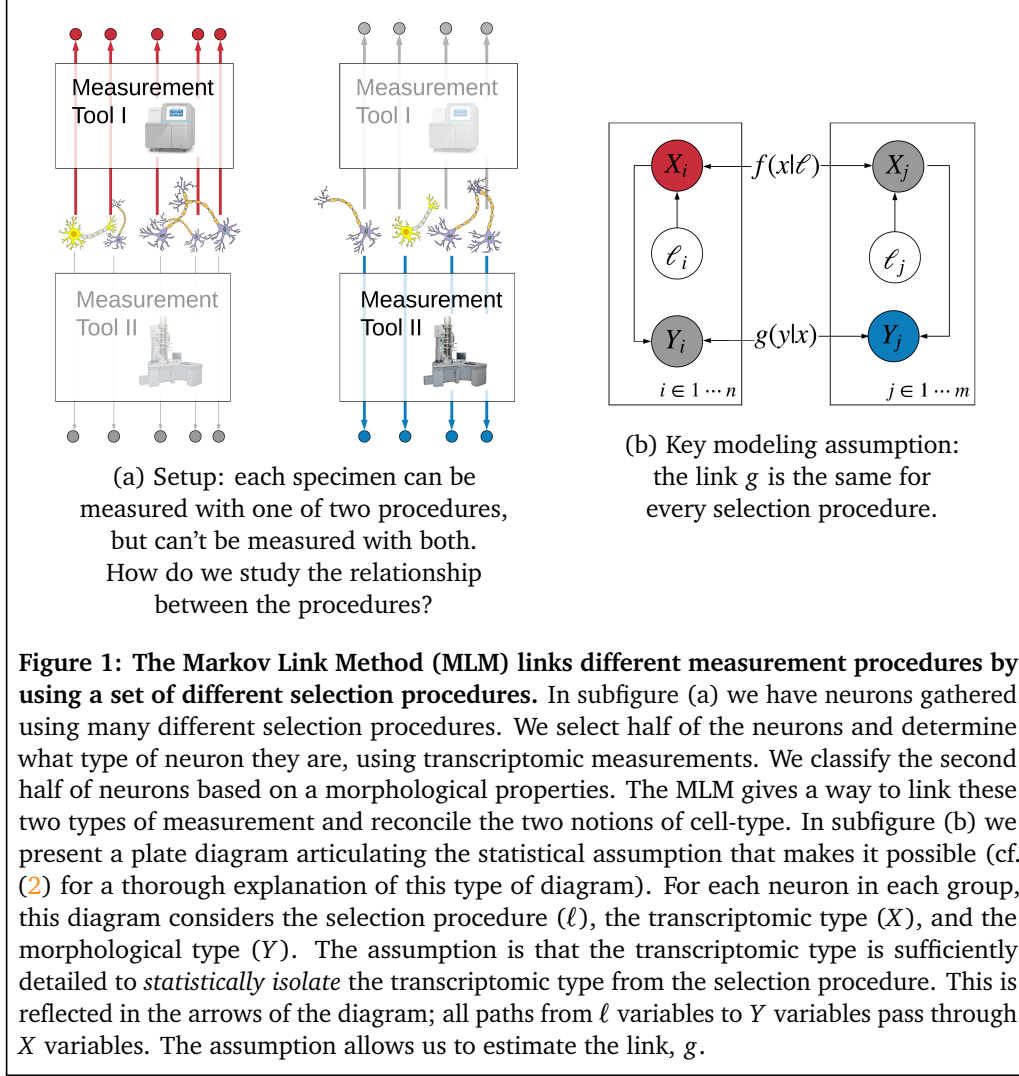 Measurement
Tool I
Measurement
Tool II
Measurement
Tool I
Measurement
Tool II
(a) Setup: each specimen can be
measured with one of two procedures,
but can't be measured with both.
How do we study the relationship
between the procedures?
X_i
f(x|ℓ)
X_j
ℓ_i
ℓ_j
Y_i
g(y|x)
Y_j
i ∈ 1 ⋯ n
j ∈ 1 ⋯ m
(b) Key modeling assumption:
the link g is the same for
every selection procedure.
Figure 1: The Markov Link Method (MLM) links different measurement procedures by
using a set of different selection procedures. In subfigure (a) we have neurons gathered
using many different selection procedures. We select half of the neurons and determine
what type of neuron they are, using transcriptomic measurements. We classify the second
half of neurons based on a morphological properties. The MLM gives a way to link these
two types of measurement and reconcile the two notions of cell-type. In subfigure (b) we
present a plate diagram articulating the statistical assumption that makes it possible (cf.
(2) for a thorough explanation of this type of diagram). For each neuron in each group,
this diagram considers the selection procedure (ℓ), the transcriptomic type (X), and the
morphological type (Y). The assumption is that the transcriptomic type is sufficiently
detailed to statistically isolate the transcriptomic type from the selection procedure. This is
reflected in the arrows of the diagram; all paths from ℓ variables to Y variables pass through
X variables. The assumption allows us to estimate the link, g.